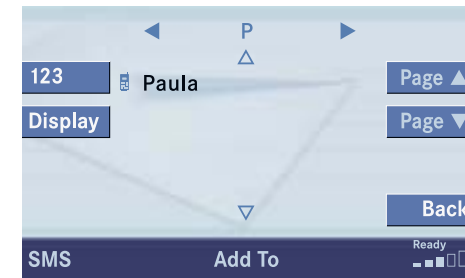 P
123
Paula
Page
Display
Page
Back
SMS
Add To
Ready